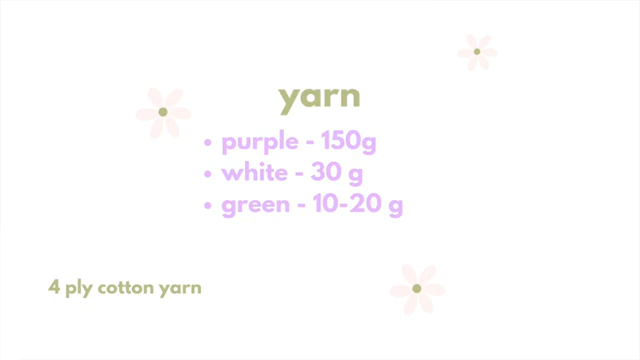 yarn
• purple - 150g
• white - 30 g
• green - 10-20 g
4 ply cotton yarn